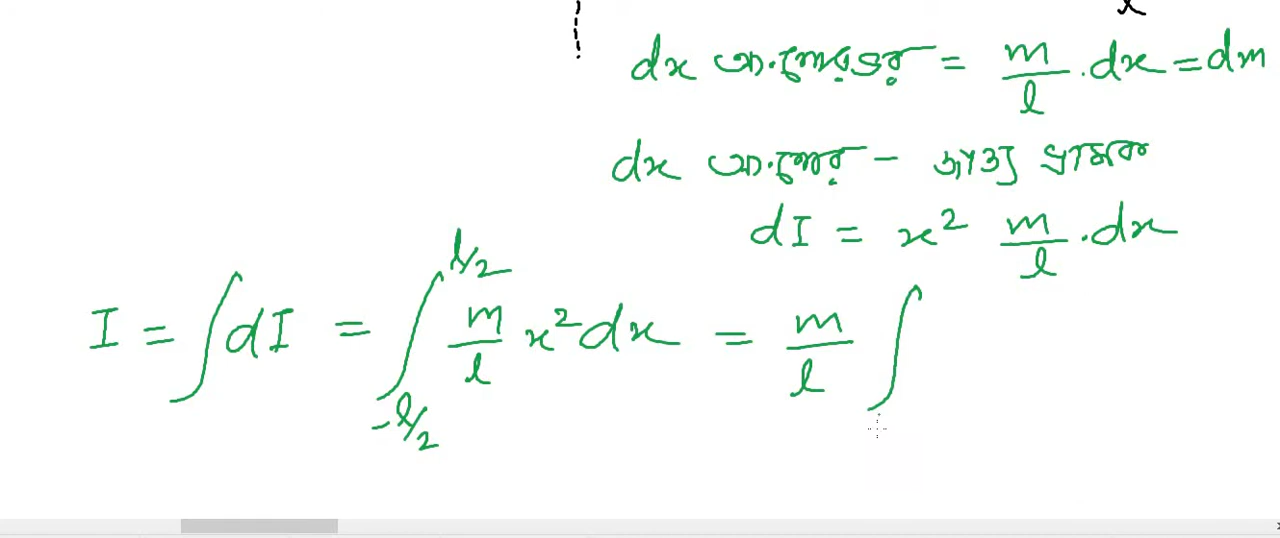 x
dx অংশের ভর = m/l . dx = dm
dx অংশের - জড়তার ভ্রামক
dI = x² m/l . dx
I = ∫dI = ∫_{-l/2}^{l/2} m/l x² dx = m/l ∫